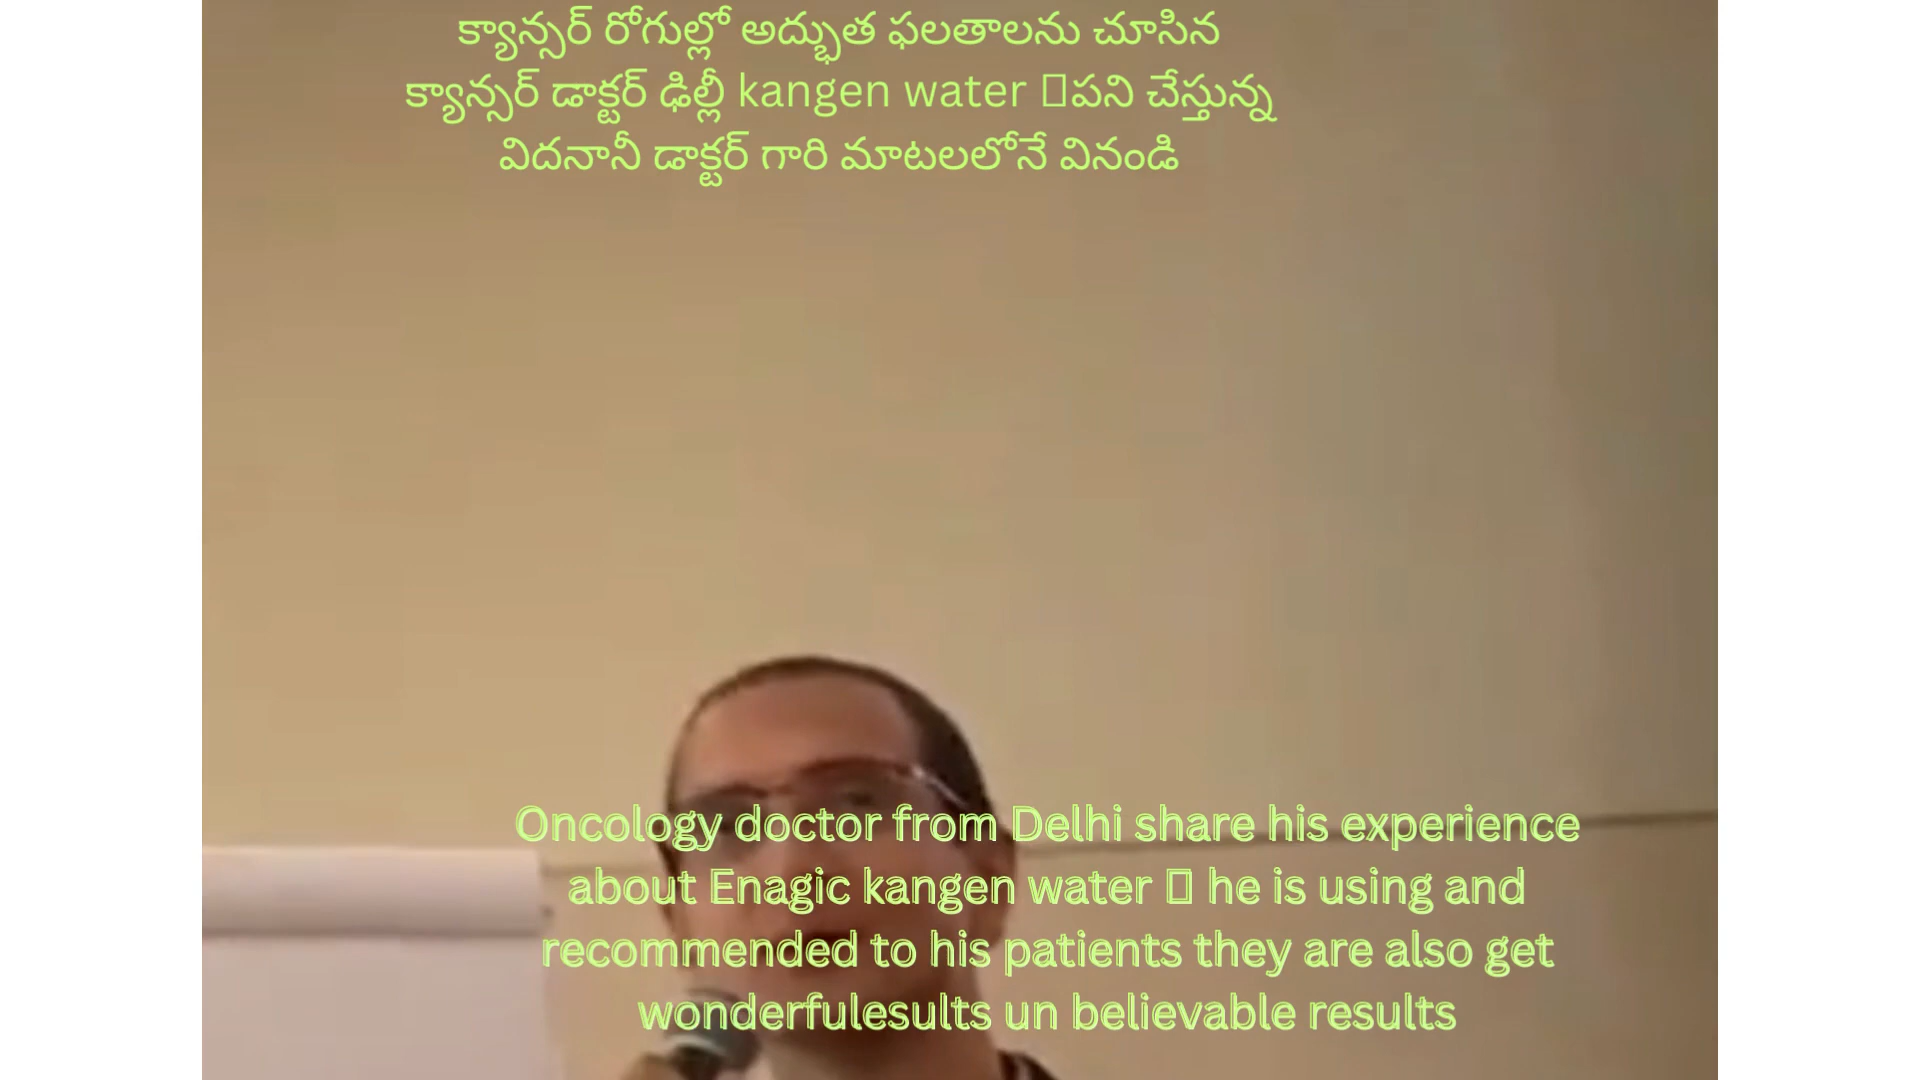 క్యాన్సర్ రోగుల్లో అద్భుత ఫలతాలను చూసిన
క్యాన్సర్ డాక్టర్ ఢిల్లీ kangen water పని చేస్తున్న
విదనానీ డాక్టర్ గారి మాటలలోనే వినండి
Oncology doctor from Delhi share his experience
about Enagic kangen water he is using and
recommended to his patients they are also get
wonderfulesults un believable results